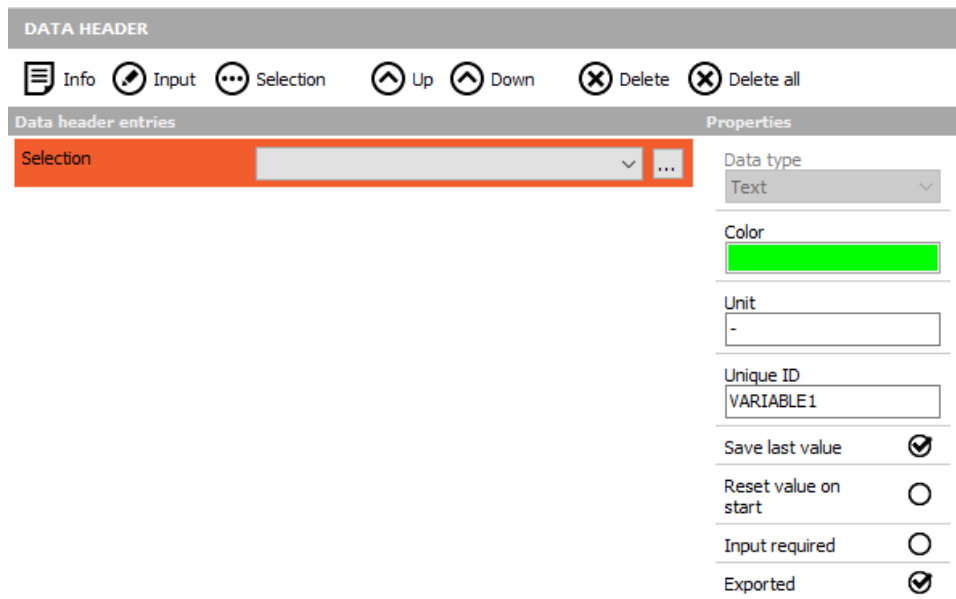 DATA HEADER
Info Input Selection Up Down Delete Delete all
Data header entries Properties
Selection ...
Data type
Text
Color
Unit
-
Unique ID
VARIABLE1
Save last value
Reset value on
start
Input required
Exported